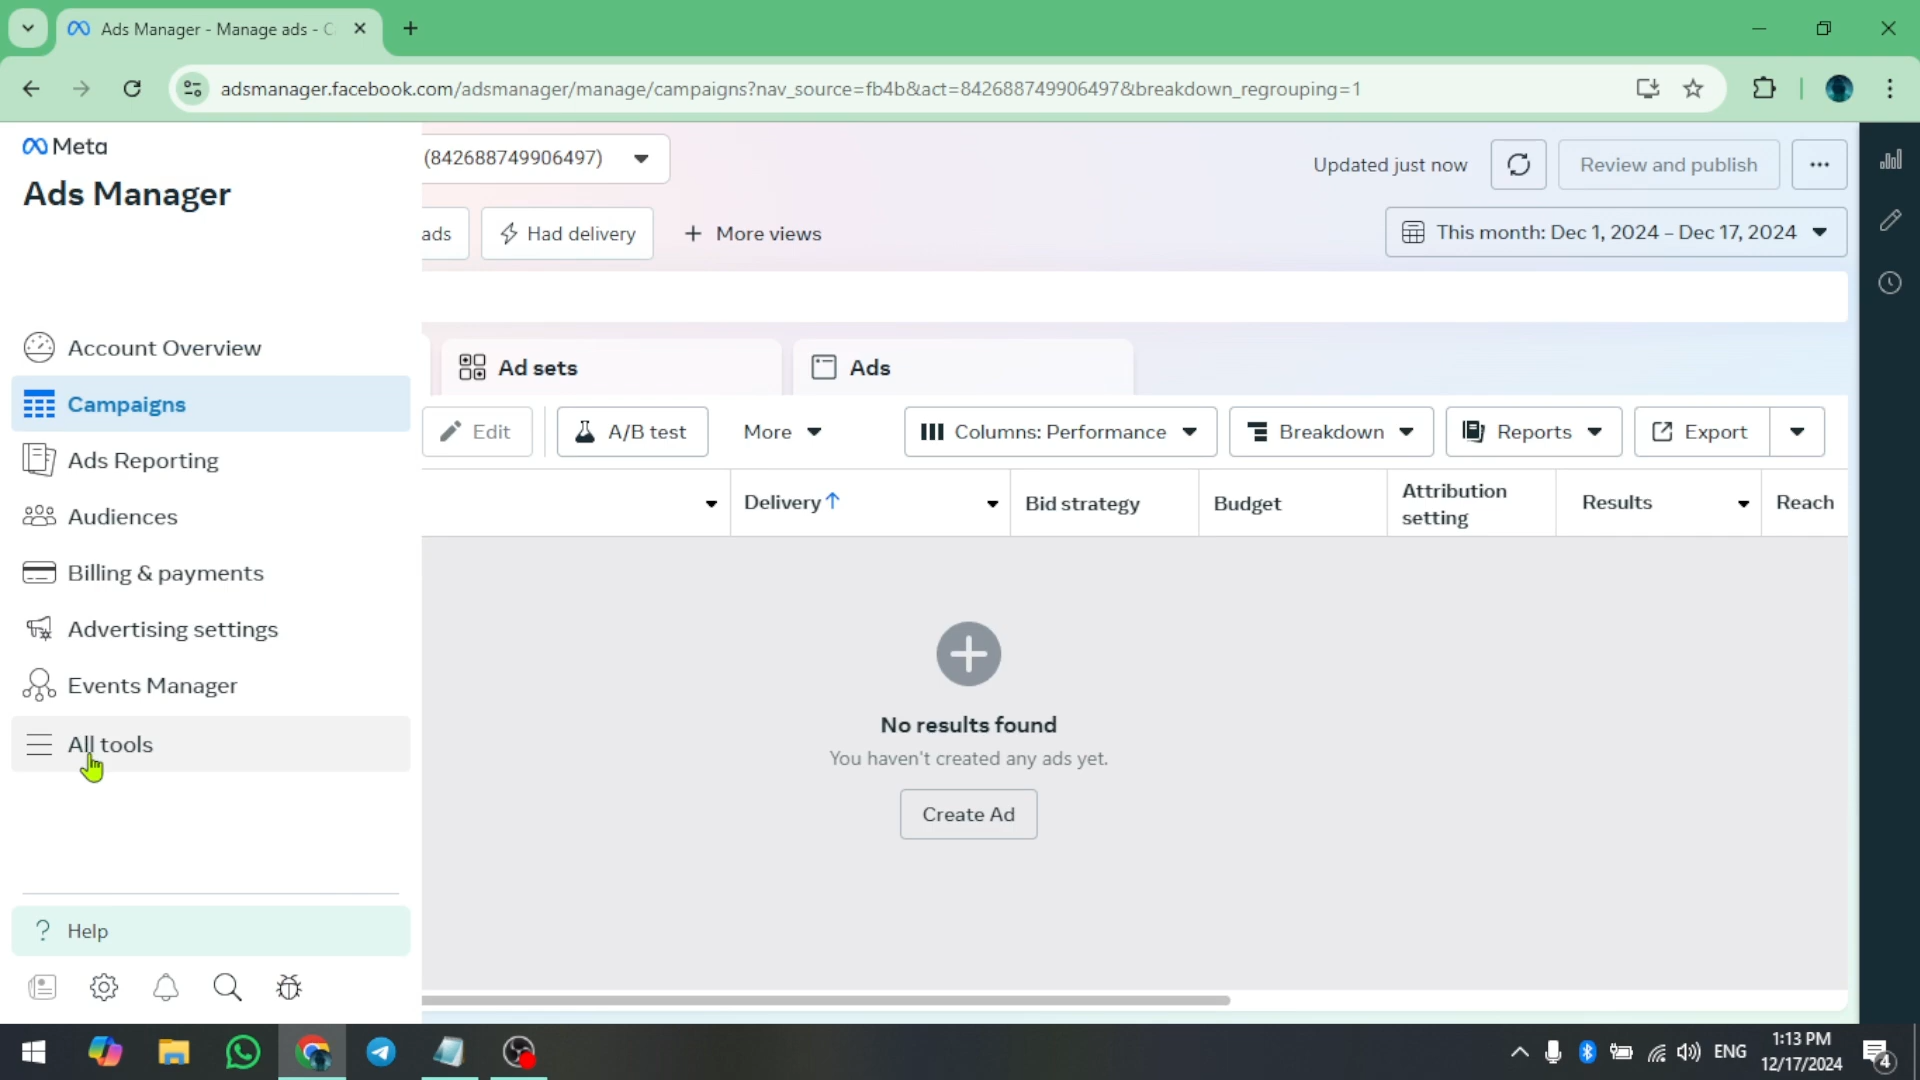 Ads Manager - Manage ads - C
adsmanager.facebook.com/adsmanager/manage/campaigns?nav_source=fb4b&act=842688749906497&breakdown_regrouping=1
Meta
Ads Manager
(842688749906497)
Updated just now
Review and publish
ads
Had delivery
+ More views
This month: Dec 1, 2024 – Dec 17, 2024
Account Overview
Campaigns
Ads Reporting
Audiences
Billing & payments
Advertising settings
Events Manager
All tools
Help
Ad sets
Ads
Edit
A/B test
More
Columns: Performance
Breakdown
Reports
Export
Delivery↑
Bid strategy
Budget
Attribution
setting
Results
Reach
No results found
You haven't created any ads yet.
Create Ad
ENG
1:13 PM
12/17/2024
4